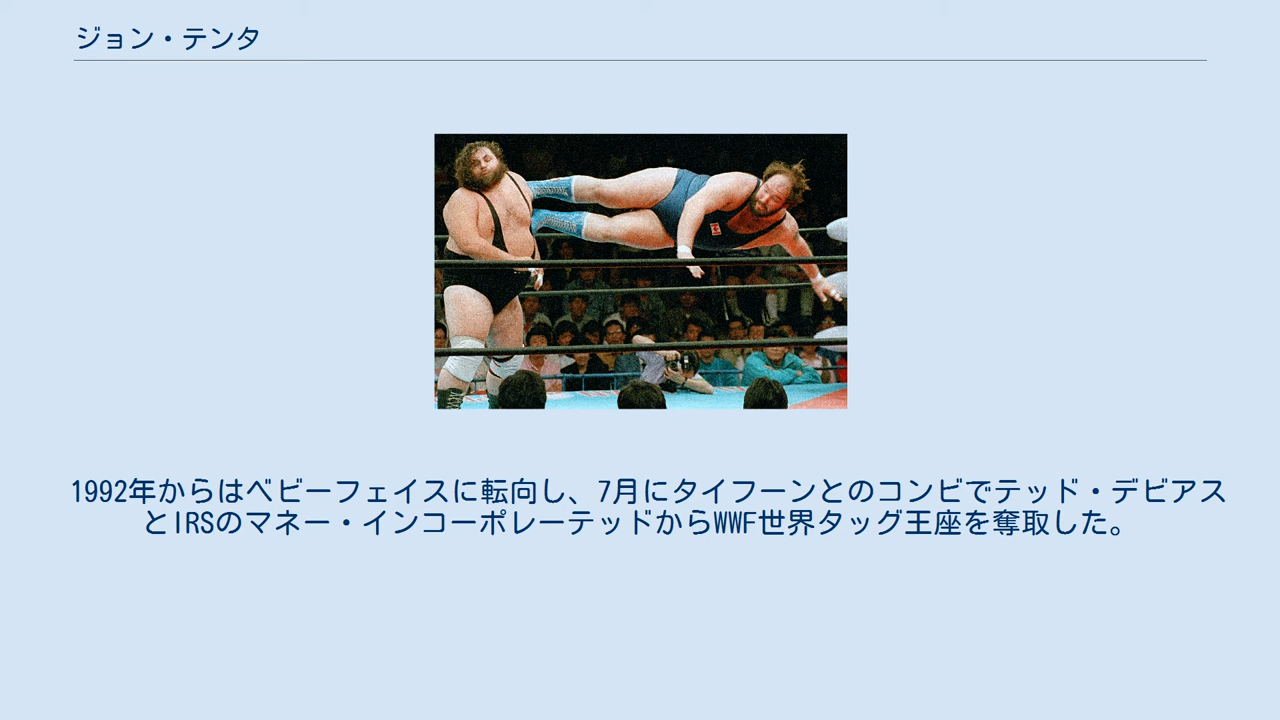 ジョン・テンタ
1992年からはベビーフェイスに転向し、7月にタイフーンとのコンビでテッド・デビアス
とIRSのマネー・インコーポレーテッドからWWF世界タッグ王座を奪取した。